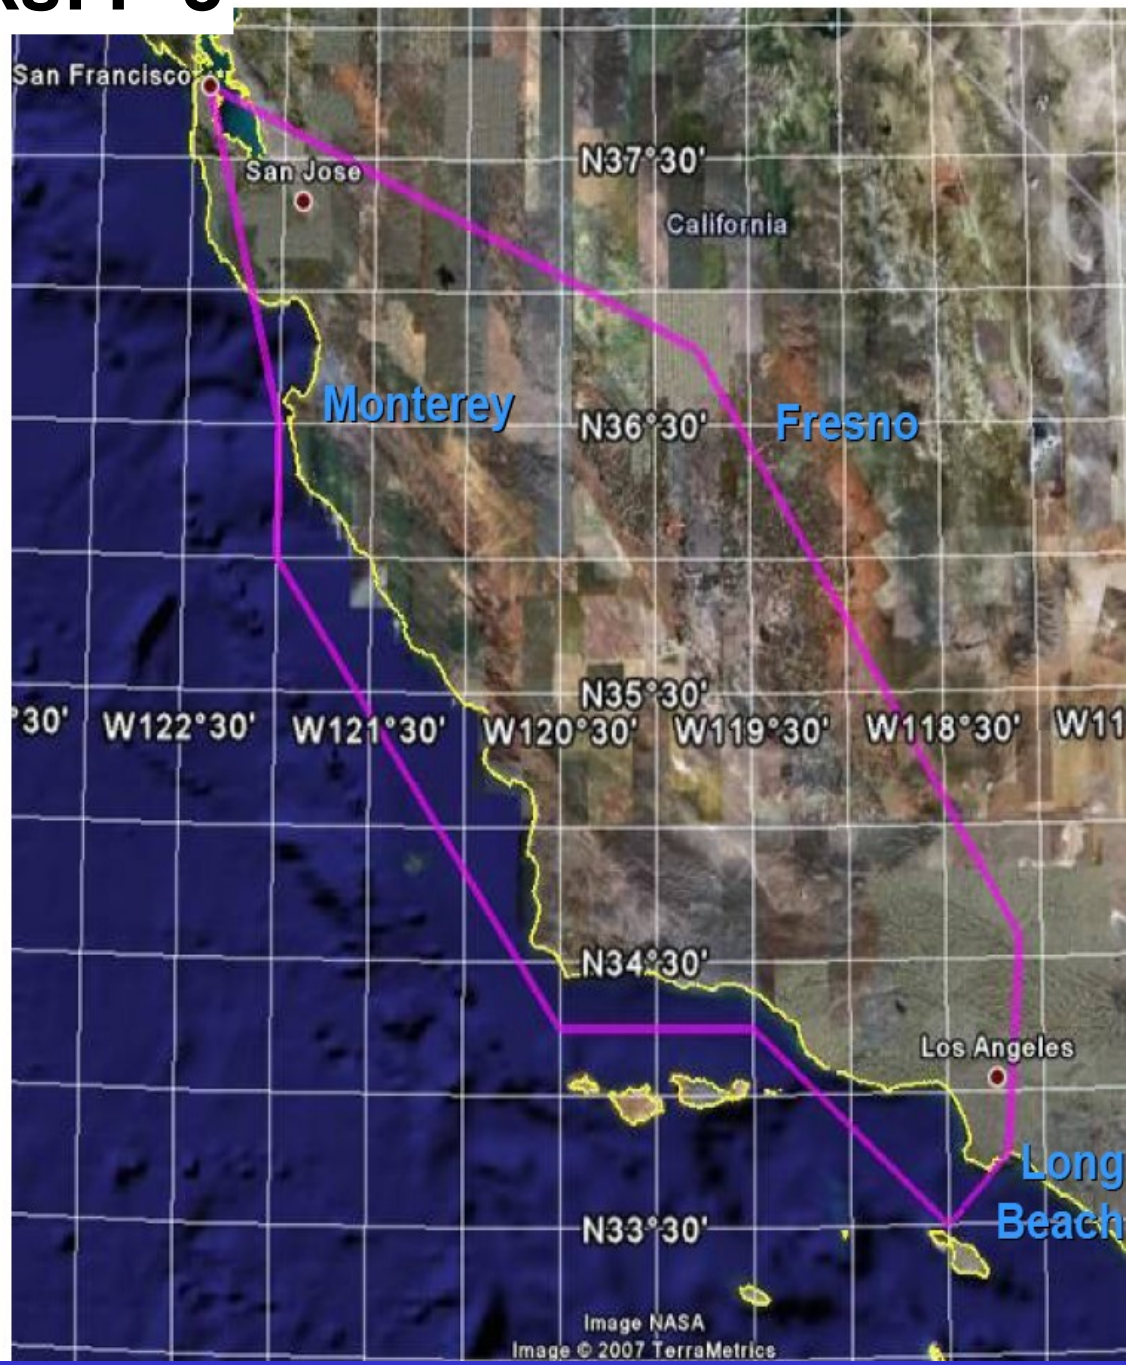 San Francisco
San Jose
N37°30'
California
Monterey
N36°30'
Fresno
N35°30'
°30' W122°30' W121°30' W120°30' W119°30' W118°30' W11
N34°30'
Los Angeles
Long
Beach
N33°30'
Image NASA
Image © 2007 TerraMetrics